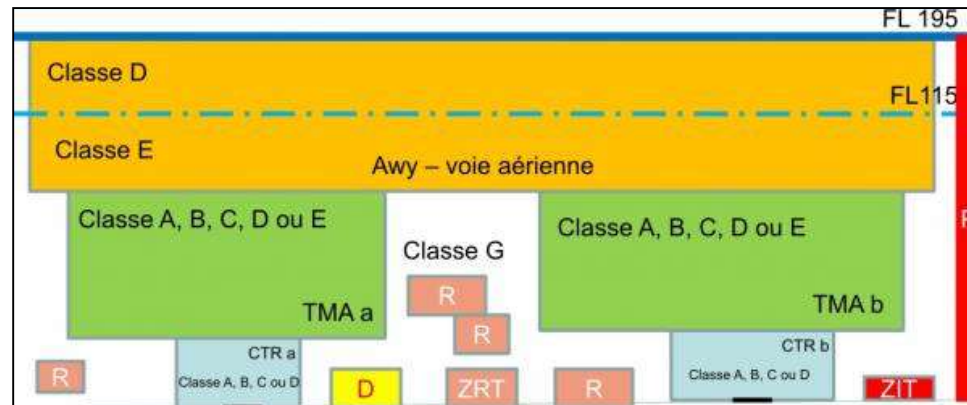 FL 195
Classe D
FL115
Classe E
Awy – voie aérienne
Classe A, B, C, D ou E
Classe A, B, C, D ou E
Classe G
R
R
TMA a
TMA b
CTR a
Classe A, B, C ou D
CTR b
Classe A, B, C ou D
R
D
ZRT
R
ZIT